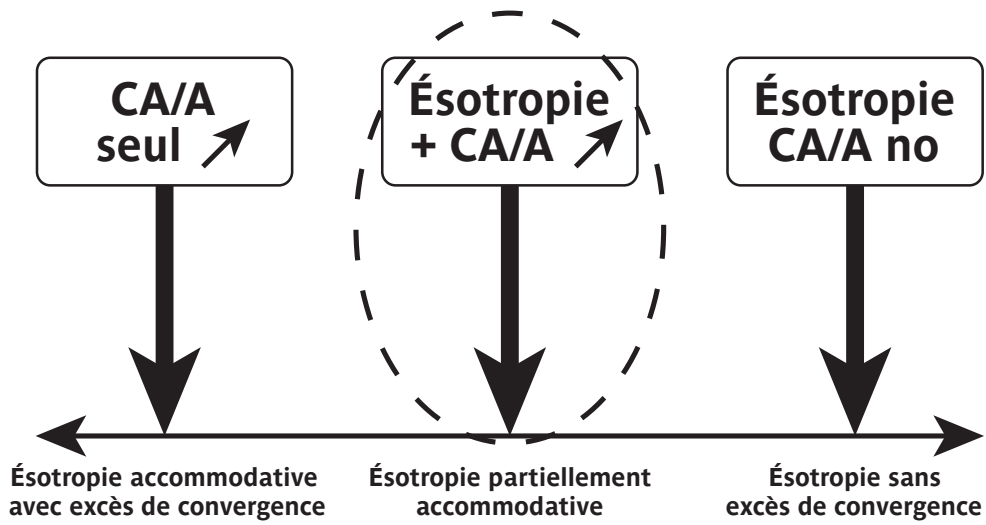 CA/A
seul
Ésotropie
+ CA/A
Ésotropie
CA/A no
Ésotropie accommodative
avec excès de convergence
Ésotropie partiellement
accommodative
Ésotropie sans
excès de convergence